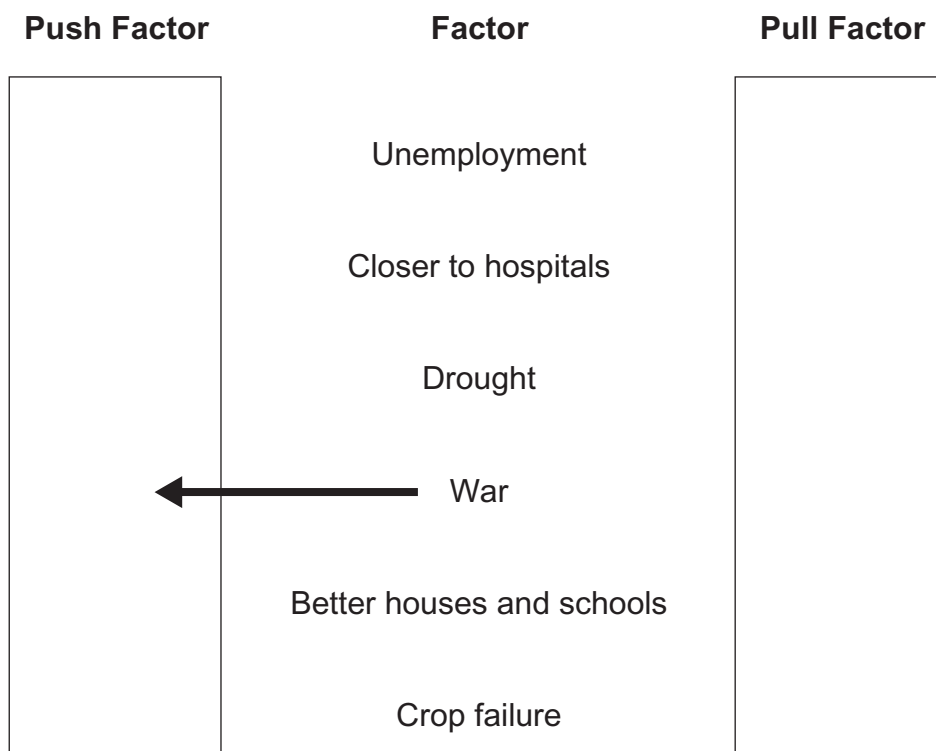 Push Factor Factor Pull Factor
Unemployment
Closer to hospitals
Drought
War
Better houses and schools
Crop failure